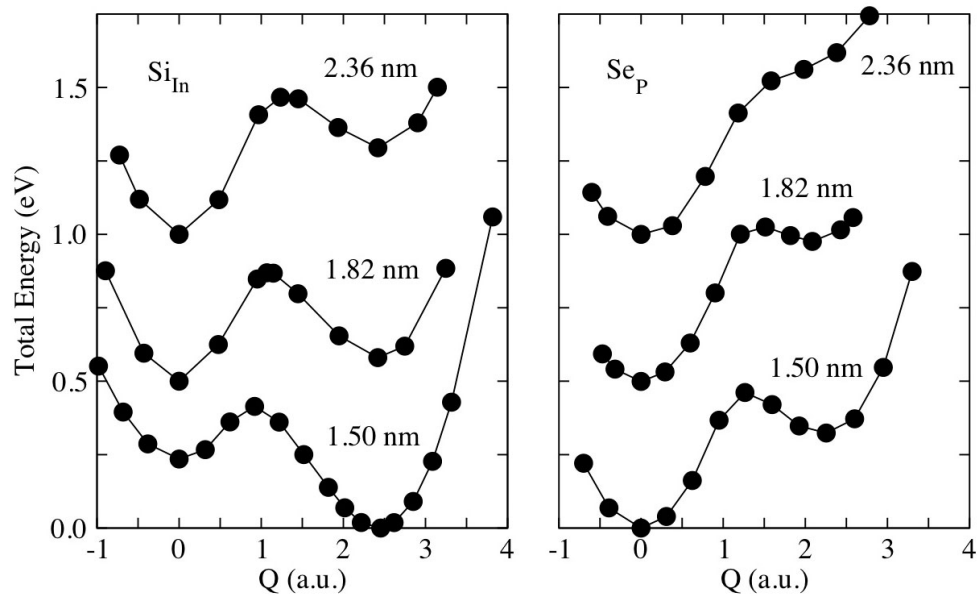 Total Energy (eV)
1.5
1.0
0.5
0.0
Si_In
2.36 nm
1.82 nm
1.50 nm
-1 0 1 2 3 4
Q (a.u.)
Se_P
2.36 nm
1.82 nm
1.50 nm
-1 0 1 2 3 4
Q (a.u.)